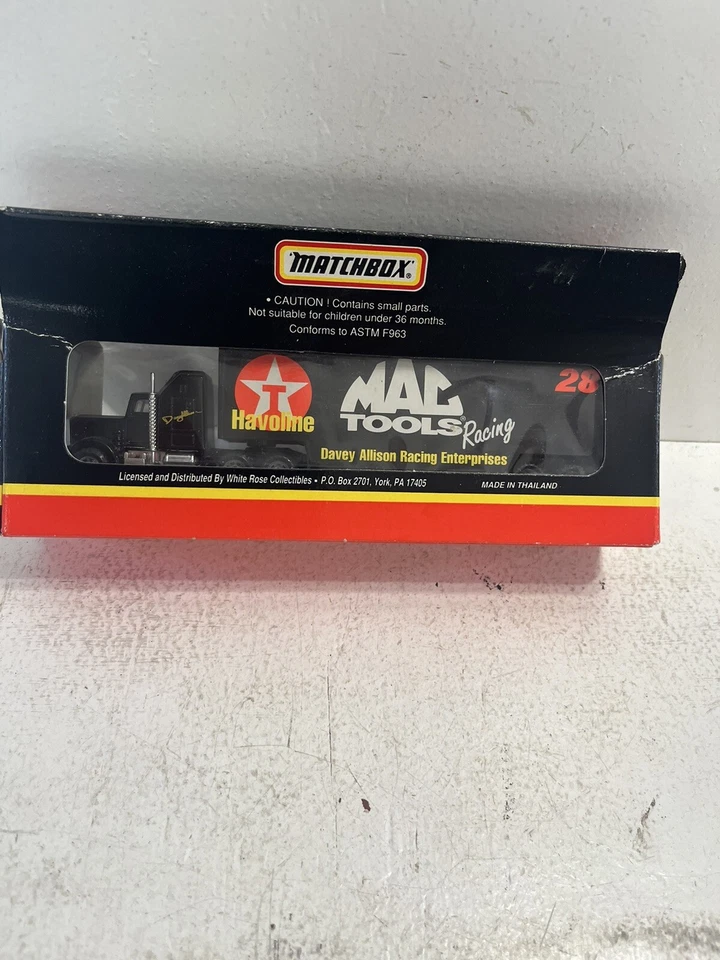 "MATCHBOX"®
• CAUTION ! Contains small parts.
Not suitable for children under 36 months.
Conforms to ASTM F963
T
Havoline
MAC
TOOLS®
Racing
28
Davey Allison Racing Enterprises
Licensed and Distributed By White Rose Collectibles • P.O. Box 2701, York, PA 17405
MADE IN THAILAND